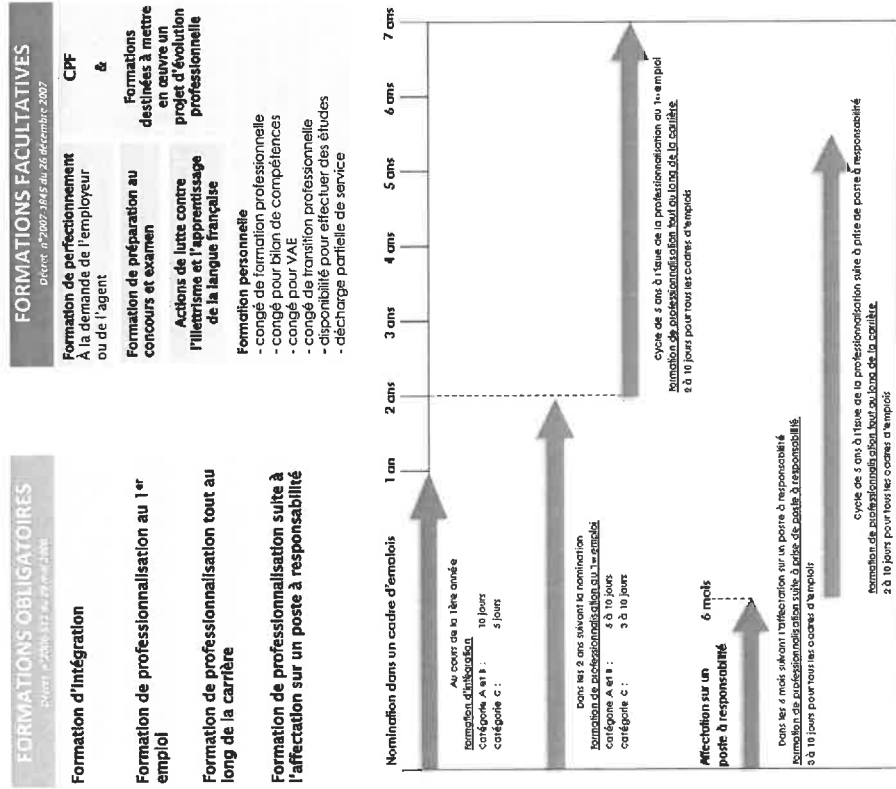 FORMATIONS OBLIGATOIRES
Formation d'Intégration
Formation de professionnalisation au 1er
emploi
Formation de professionnalisation tout au
long de la carrière
Formation de professionnalisation suite à
l'affectation sur un poste à responsabilité
FORMATIONS FACULTATIVES
Décret n°2007-1845 du 26 décembre 2007
Formation de perfectionnement
À la demande de l'employeur
ou de l'agent
Formation de préparation au
concours et examen
Actions de lutte contre
l'illettrisme et l'apprentissage
de la langue française
Formation personnelle
- congé de formation professionnelle
- congé pour bilan de compétences
- congé pour VAE
- congé de transition professionnelle
- disponibilité pour effectuer des études
- décharge partielle de service
CPF
&
Formations
destinées à mettre
en œuvre un
projet d'évolution
professionnelle
Nomination dans un cadre d'emplois
1 an
2 ans
3 ans
4 ans
5 ans
6 ans
7 ans
Au cours de la 1ère année
Formation d'intégration
Catégorie A et B : 10 jours
Catégorie C : 5 jours
Dans les 2 ans suivant la nomination
Formation de professionnalisation au 1er emploi
Catégorie A et B : 5 à 10 jours
Catégorie C : 3 à 10 jours
Cycle de 5 ans à l'issue de la professionnalisation au 1er emploi
Formation de professionnalisation tout au long de la carrière
2 à 10 jours pour tous les cadres d'emplois
Affectation sur un
poste à responsabilité
6 mois
Dans les 6 mois suivant l'affectation sur un poste à responsabilité
Formation de professionnalisation suite à prise de poste à responsabilité
3 à 10 jours pour tous les cadres d'emplois
Cycle de 5 ans à l'issue de la professionnalisation suite à prise de poste à responsabilité
Formation de professionnalisation tout au long de la carrière
2 à 10 jours pour tous les cadres d'emplois